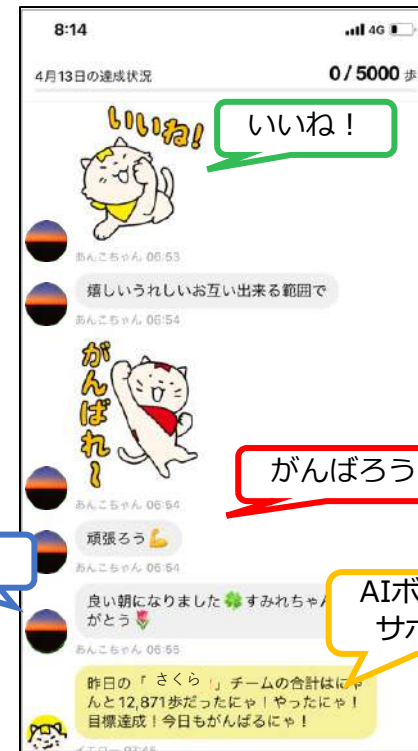 8:14
4G
4月13日の達成状況
0 / 5000 歩
いいね!
いいね！
あんこちゃん 06:53
嬉しいうれしいお互い出来る範囲で
あんこちゃん 06:54
がんばれ〜
がんばろう
あんこちゃん 06:54
頑張ろう💪
あんこちゃん 06:54
良い朝になりました🍀すみれちゃん
がとう🌷
AIボ
サポ
あんこちゃん 06:55
昨日の「 さくら 」チームの合計はにゃ
んと12,871歩だったにゃ！やったにゃ！
目標達成！今日もがんばるにゃ！
イエロー 07:45